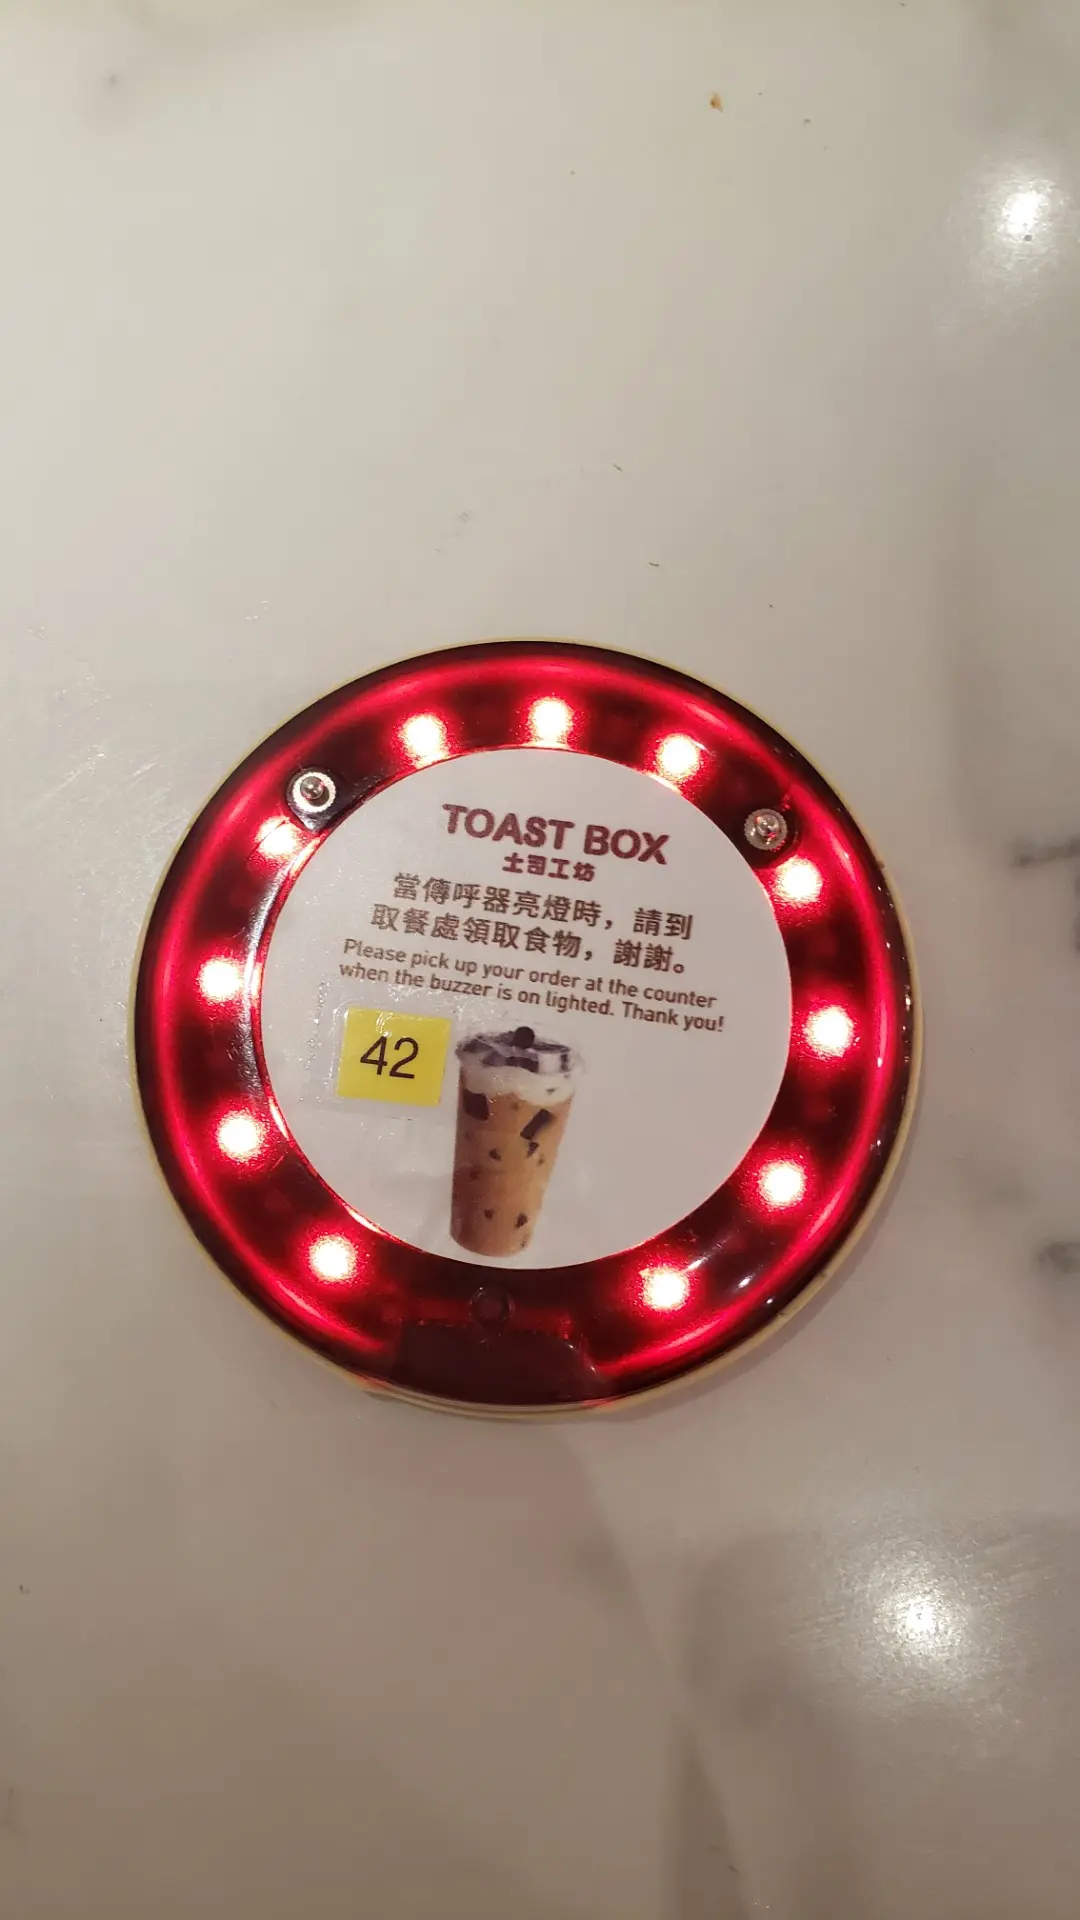 TOAST BOX
土司工坊
當傳呼器亮燈時，請到
取餐處領取食物，謝謝。
Please pick up your order at the counter
when the buzzer is on lighted. Thank you!
42